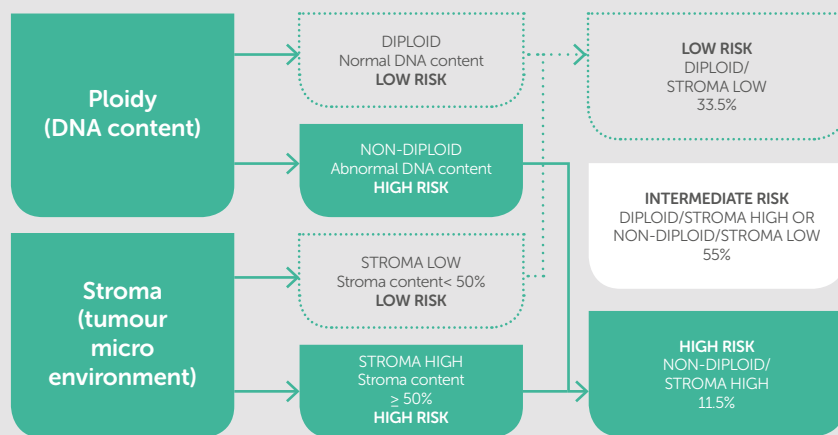 Ploidy
(DNA content)
DIPLOID
Normal DNA content
LOW RISK
NON-DIPLOID
Abnormal DNA content
HIGH RISK
Stroma
(tumour
micro
environment)
STROMA LOW
Stroma content< 50%
LOW RISK
STROMA HIGH
Stroma content
≥ 50%
HIGH RISK
LOW RISK
DIPLOID/
STROMA LOW
33.5%
INTERMEDIATE RISK
DIPLOID/STROMA HIGH OR
NON-DIPLOID/STROMA LOW
55%
HIGH RISK
NON-DIPLOID/
STROMA HIGH
11.5%